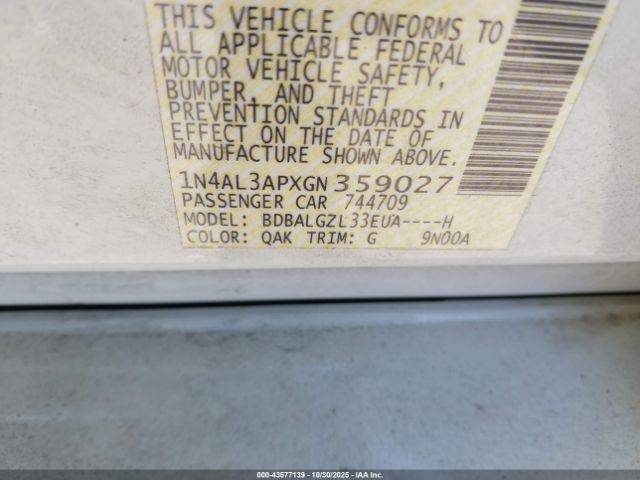 THIS VEHICLE CONFORMS TO
ALL APPLICABLE FEDERAL
MOTOR VEHICLE SAFETY,
BUMPER, AND THEFT
PREVENTION STANDARDS IN
EFFECT ON THE DATE OF
MANUFACTURE SHOWN ABOVE.
1N4AL3APXGN359027
PASSENGER CAR 744709
MODEL: BDBALGZL33EUA----H
COLOR: QAK TRIM: G 9N00A
000-43577139 - 10/30/2025 - IAA Inc.